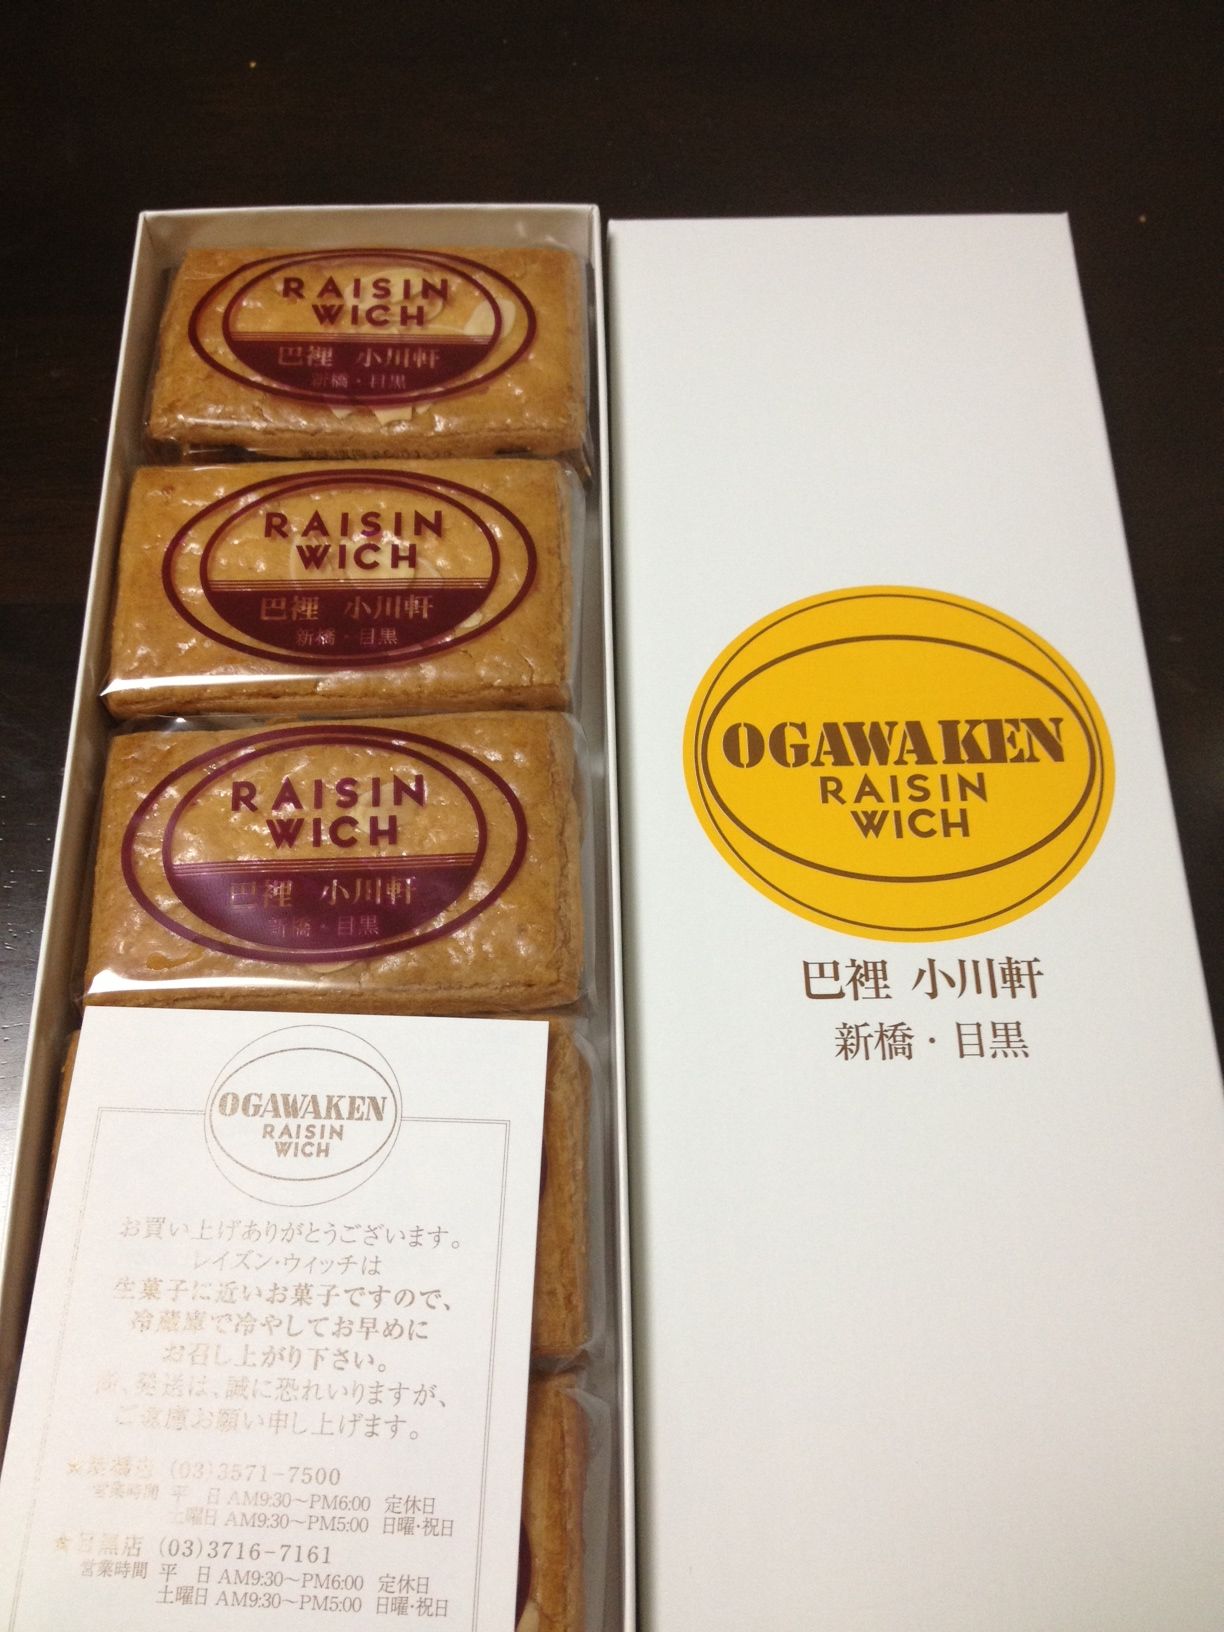 RAISIN
WICH
巴裡 小川軒
新橋・目黒
RAISIN
WICH
巴裡 小川軒
新橋・目黒
RAISIN
WICH
巴裡 小川軒
新橋・目黒
OGAWAKEN
RAISIN
WICH
お買い上げありがとうございます。
レイズン・ウィッチは
生菓子に近いお菓子ですので、
冷蔵庫で冷やしてお早めに
お召し上がり下さい。
尚、発送は、誠に恐れいりますが、
ご遠慮お願い申し上げます。
★新橋店 (03)3571-7500
営業時間 平 日 AM9:30〜PM6:00 定休日
土曜日 AM9:30〜PM5:00 日曜・祝日
★目黒店 (03)3716-7161
営業時間 平 日 AM9:30〜PM6:00 定休日
土曜日 AM9:30〜PM5:00 日曜・祝日
OGAWAKEN
RAISIN
WICH
巴裡 小川軒
新橋・目黒